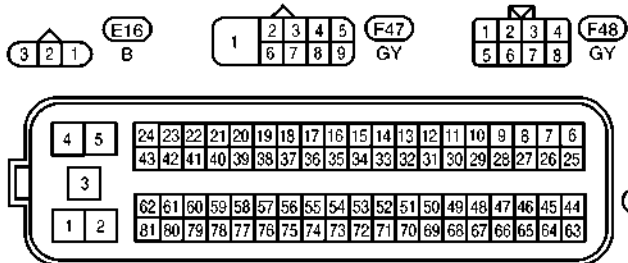 E16
3 2 1 B
1 2 3 4 5 F47
6 7 8 9 GY
1 2 3 4 F48
5 6 7 8 GY
4 5 24 23 22 21 20 19 18 17 16 15 14 13 12 11 10 9 8 7 6
43 42 41 40 39 38 37 36 35 34 33 32 31 30 29 28 27 26 25
3
62 61 60 59 58 57 56 55 54 53 52 51 50 49 48 47 46 45 44
1 2 81 80 79 78 77 76 75 74 73 72 71 70 69 68 67 66 65 64 63